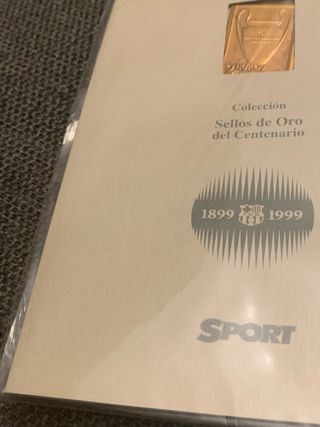 Colección
Sellos de Oro
del Centenario
1899 1999
SPORT